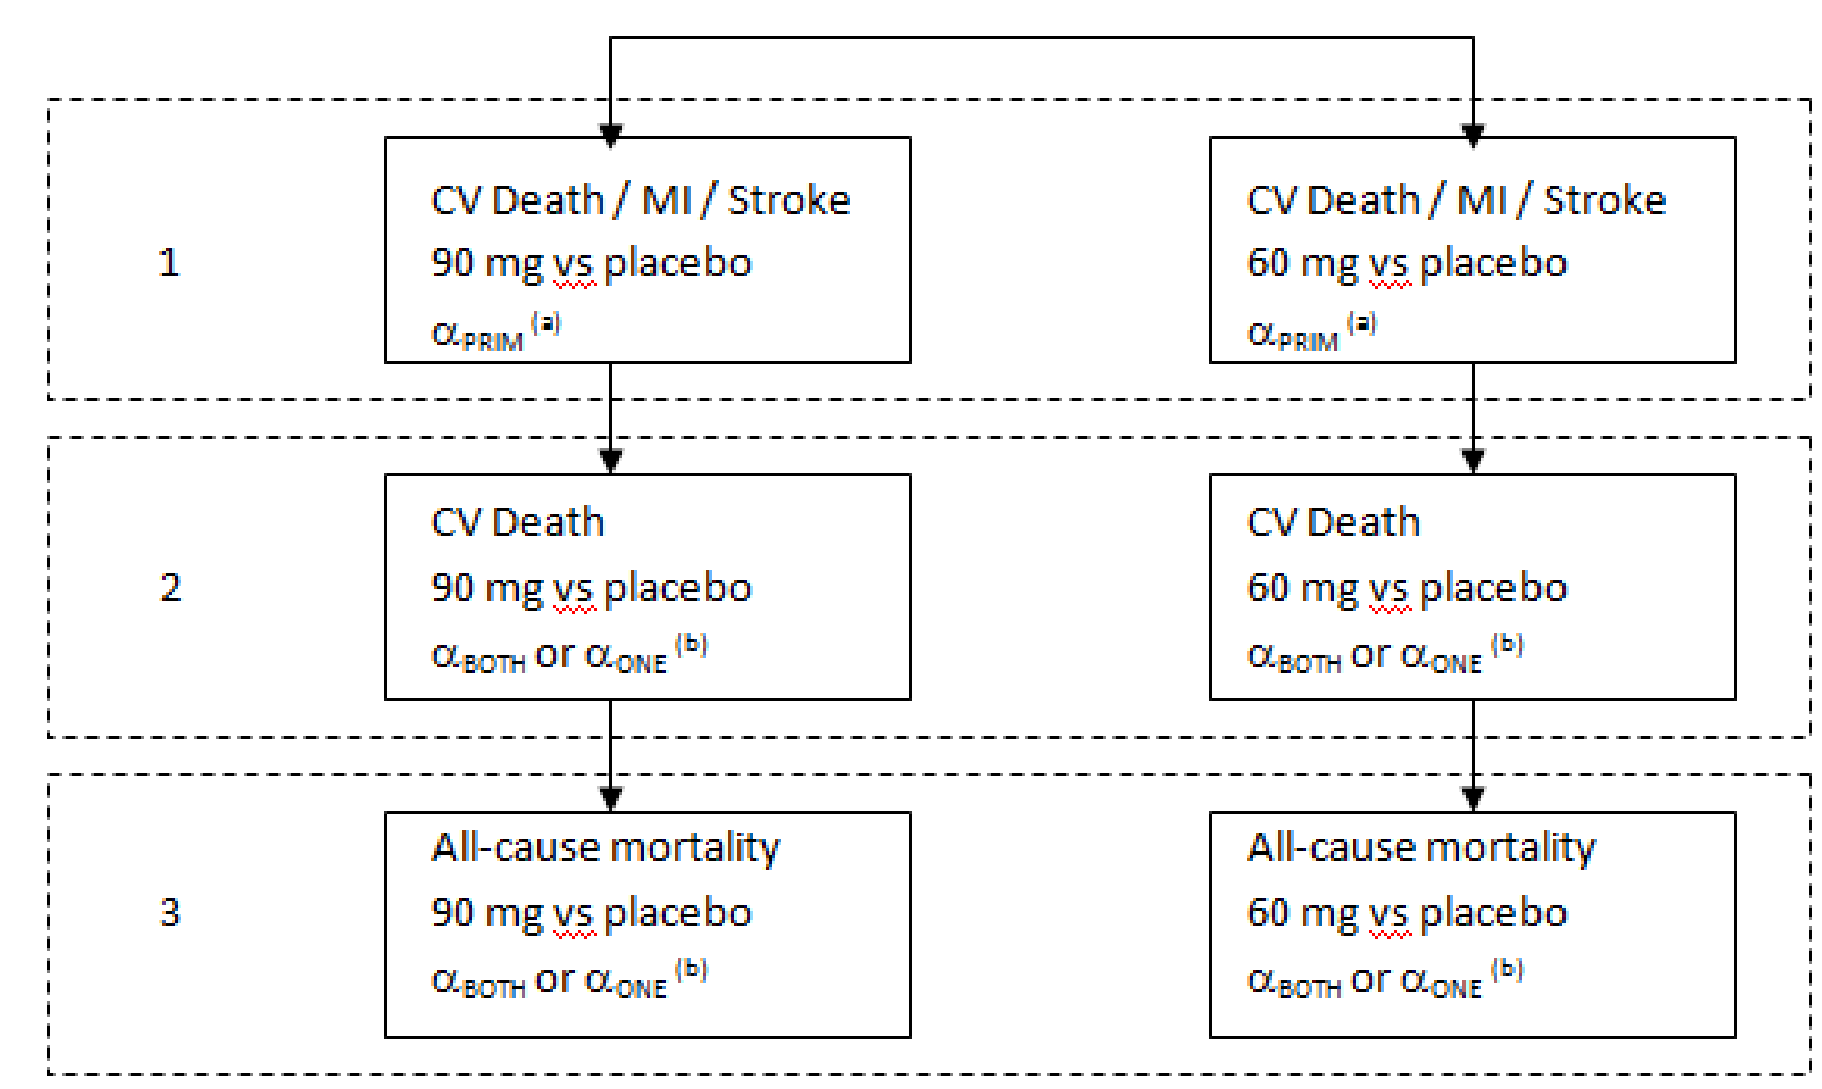 1
CV Death / MI / Stroke
90 mg vs placebo
αPRIM (a)
CV Death / MI / Stroke
60 mg vs placebo
αPRIM (a)
2
CV Death
90 mg vs placebo
αBOTH or αONE (b)
CV Death
60 mg vs placebo
αBOTH or αONE (b)
3
All-cause mortality
90 mg vs placebo
αBOTH or αONE (b)
All-cause mortality
60 mg vs placebo
αBOTH or αONE (b)